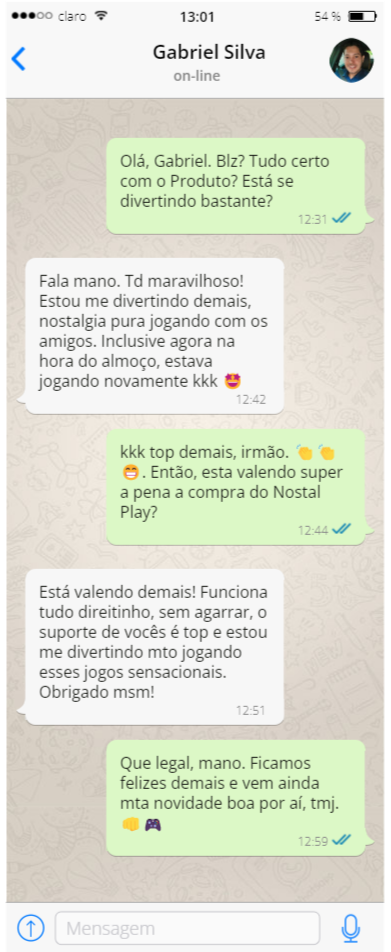 claro 13:01 54 %
Gabriel Silva
on-line
Olá, Gabriel. Blz? Tudo certo
com o Produto? Está se
divertindo bastante?
12:31
Fala mano. Td maravilhoso!
Estou me divertindo demais,
nostalgia pura jogando com os
amigos. Inclusive agora na
hora do almoço, estava
jogando novamente kkk 🤩
12:42
kkk top demais, irmão. 👏 👏
😁. Então, esta valendo super
a pena a compra do Nostal
Play?
12:44
Está valendo demais! Funciona
tudo direitinho, sem agarrar, o
suporte de vocês é top e estou
me divertindo mto jogando
esses jogos sensacionais.
Obrigado msm!
12:51
Que legal, mano. Ficamos
felizes demais e vem ainda
mta novidade boa por aí, tmj.
👊 🎮
12:59
Mensagem